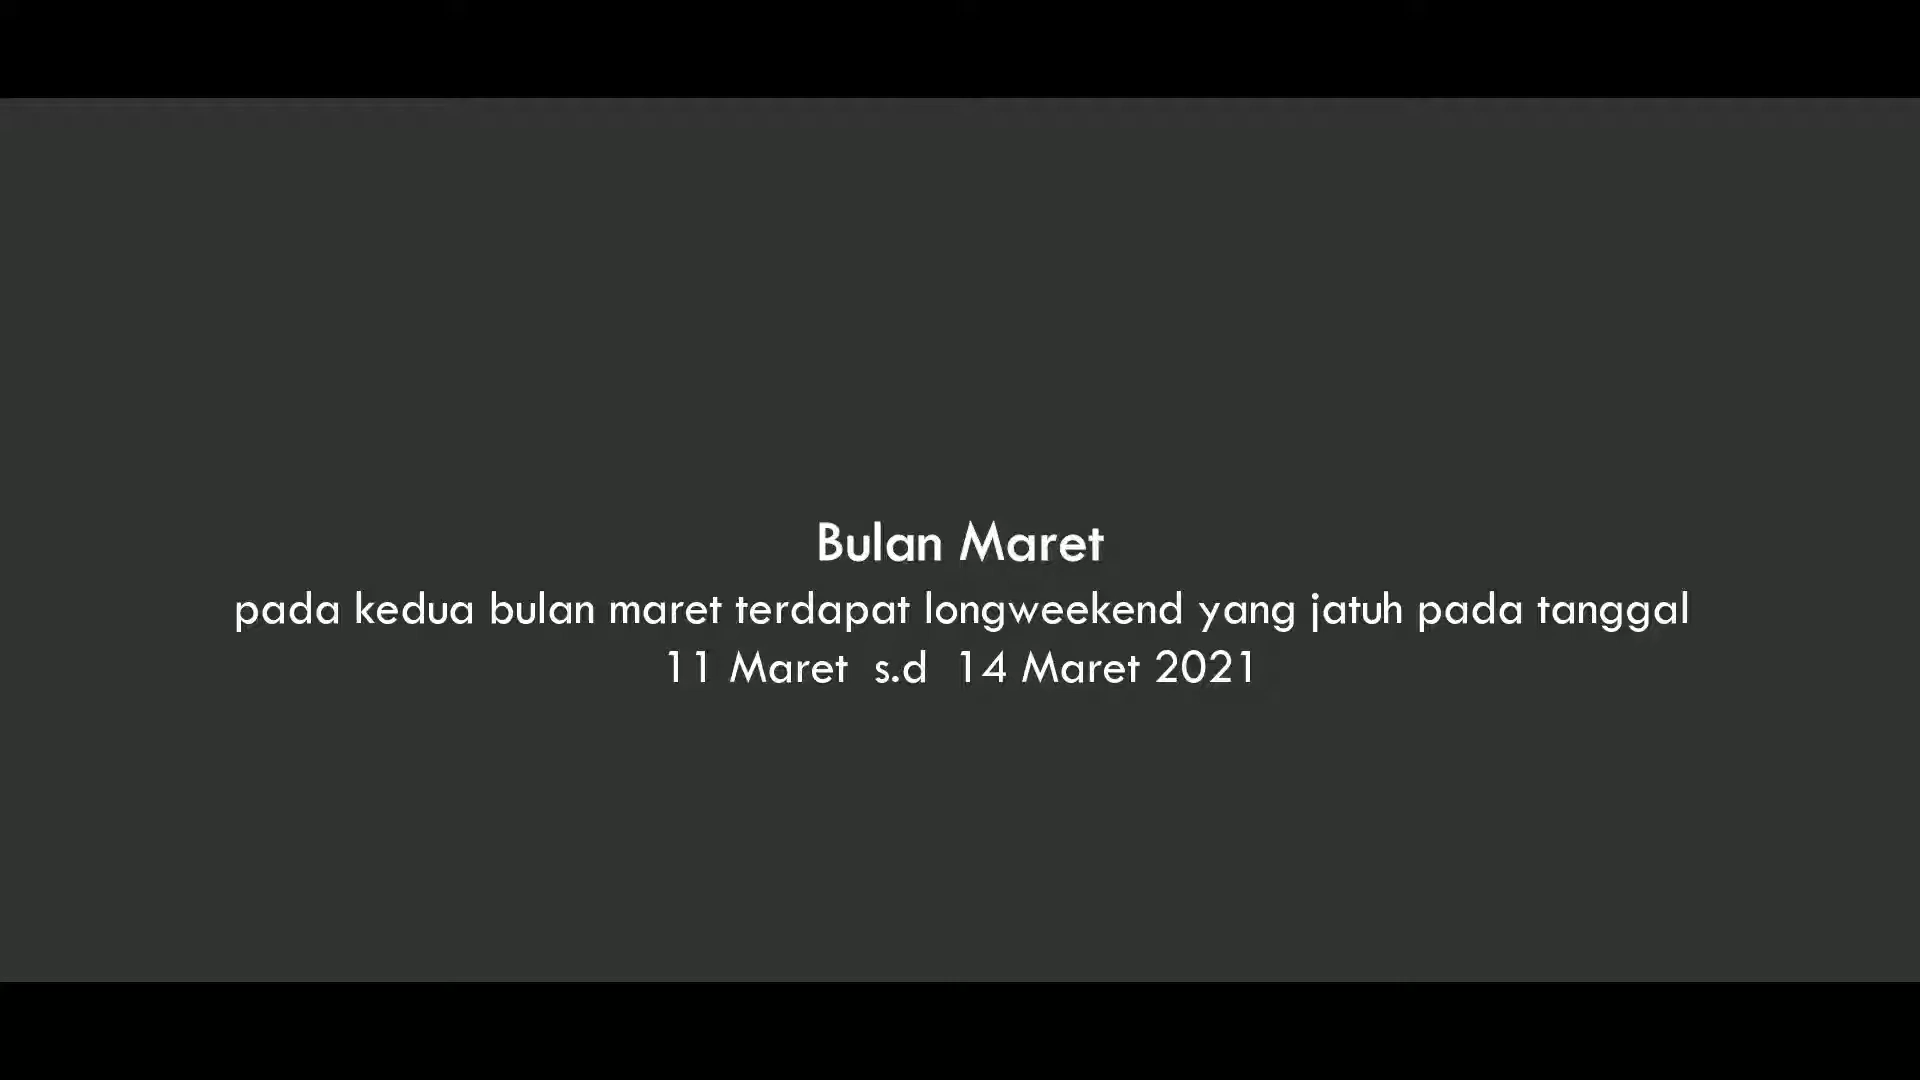 Bulan Maret
pada kedua bulan maret terdapat longweekend yang jatuh pada tanggal
11 Maret  s.d  14 Maret 2021